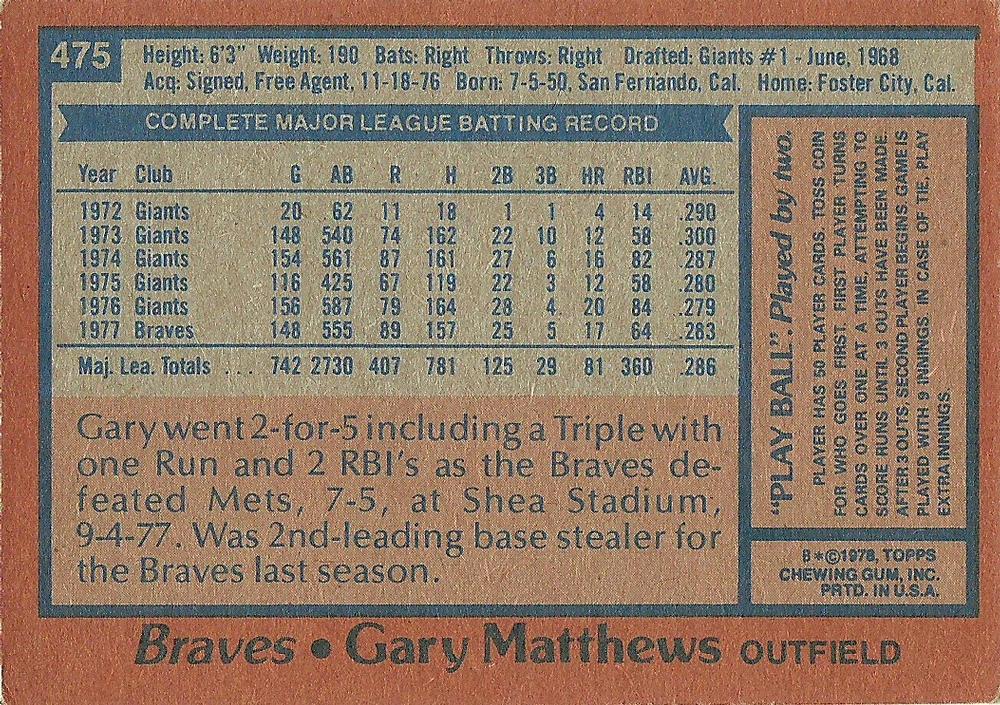 475
Height: 6'3" Weight: 190 Bats: Right Throws: Right Drafted: Giants #1 - June, 1968
Acq: Signed, Free Agent, 11-18-76 Born: 7-5-50, San Fernando, Cal. Home: Foster City, Cal.
COMPLETE MAJOR LEAGUE BATTING RECORD
Year Club G AB R H 2B 3B HR RBI AVG.
1972 Giants 20 62 11 18 1 1 4 14 .290
1973 Giants 148 540 74 162 22 10 12 58 .300
1974 Giants 154 561 87 161 27 6 16 82 .287
1975 Giants 116 425 67 119 22 3 12 58 .280
1976 Giants 156 587 79 164 28 4 20 84 .279
1977 Braves 148 555 89 157 25 5 17 64 .283
Maj. Lea. Totals ... 742 2730 407 781 125 29 81 360 .286
Gary went 2-for-5 including a Triple with
one Run and 2 RBI's as the Braves de-
feated Mets, 7-5, at Shea Stadium,
9-4-77. Was 2nd-leading base stealer for
the Braves last season.
"PLAY BALL". Played by two.
PLAYER HAS 50 PLAYER CARDS. TOSS COIN
FOR WHO GOES FIRST. FIRST PLAYER TURNS
CARDS OVER ONE AT A TIME, ATTEMPTING TO
SCORE RUNS UNTIL 3 OUTS HAVE BEEN MADE.
AFTER 3 OUTS SECOND PLAYER BEGINS. GAME IS
PLAYED WITH 9 INNINGS. IN CASE OF TIE, PLAY
EXTRA INNINGS.
B*©1978, TOPPS
CHEWING GUM, INC.
PRTD. IN U.S.A.
Braves • Gary Matthews OUTFIELD